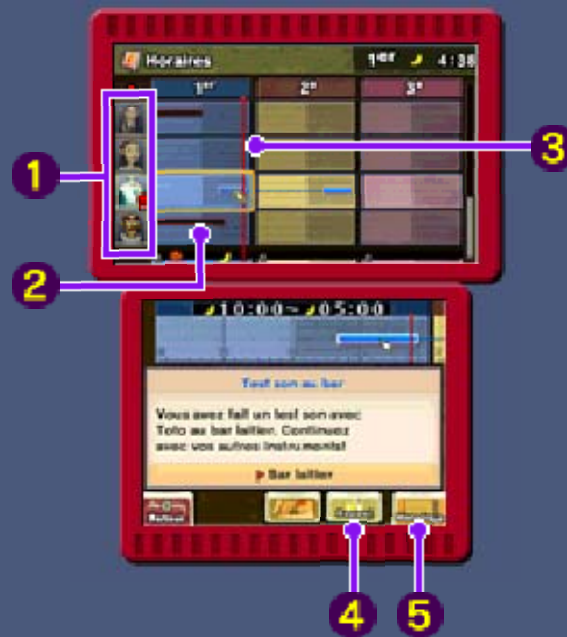 Horaires
1er 4:38
1er 2e 3e
1
2
3
10:00~05:00
Test son au bar
Vous avez fait un test son avec
Toto au bar laitier. Continuez
avec vos autres instruments!
Bar laitier
Retour
4
5